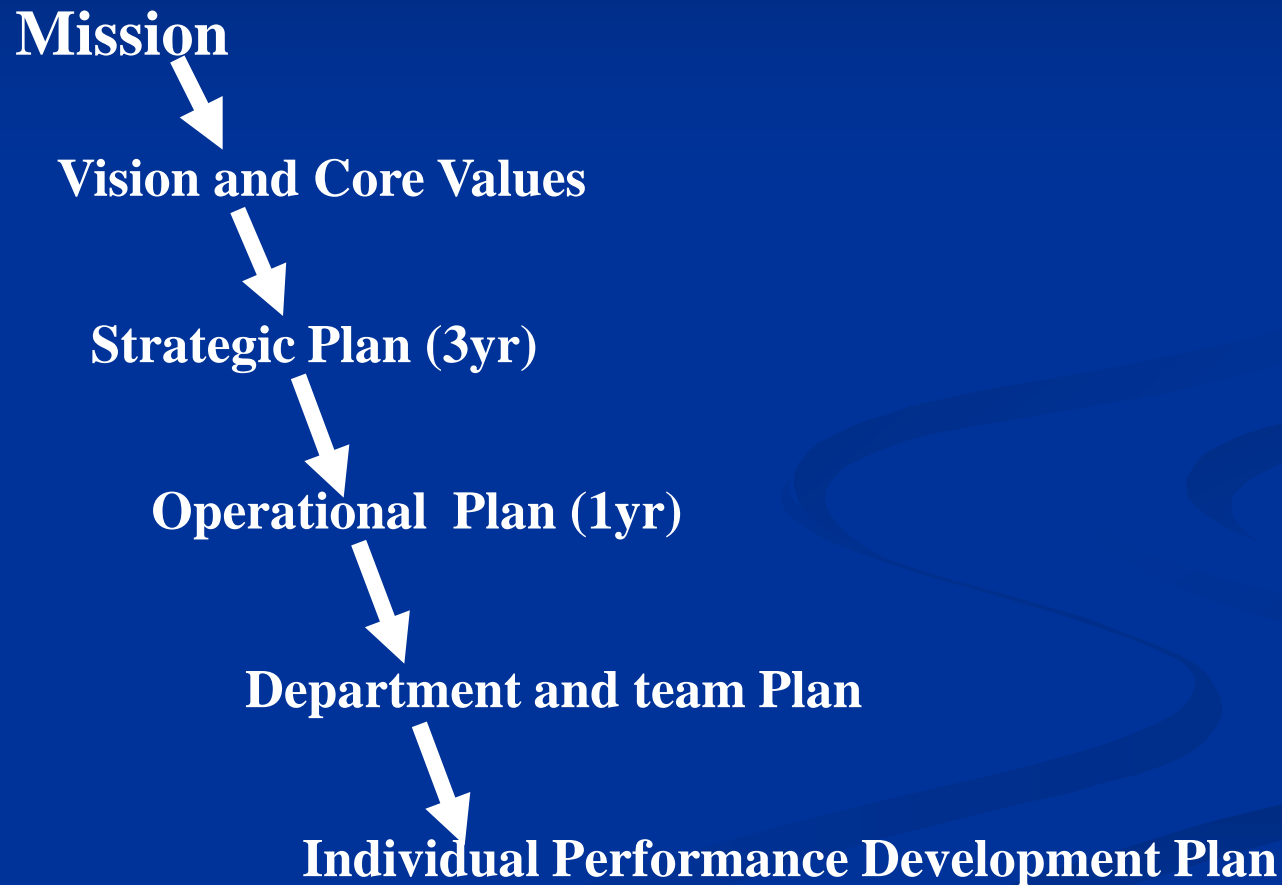 Mission
Vision and Core Values
Strategic Plan (3yr)
Operational  Plan (1yr)
Department and team Plan
Individual Performance Development Plan